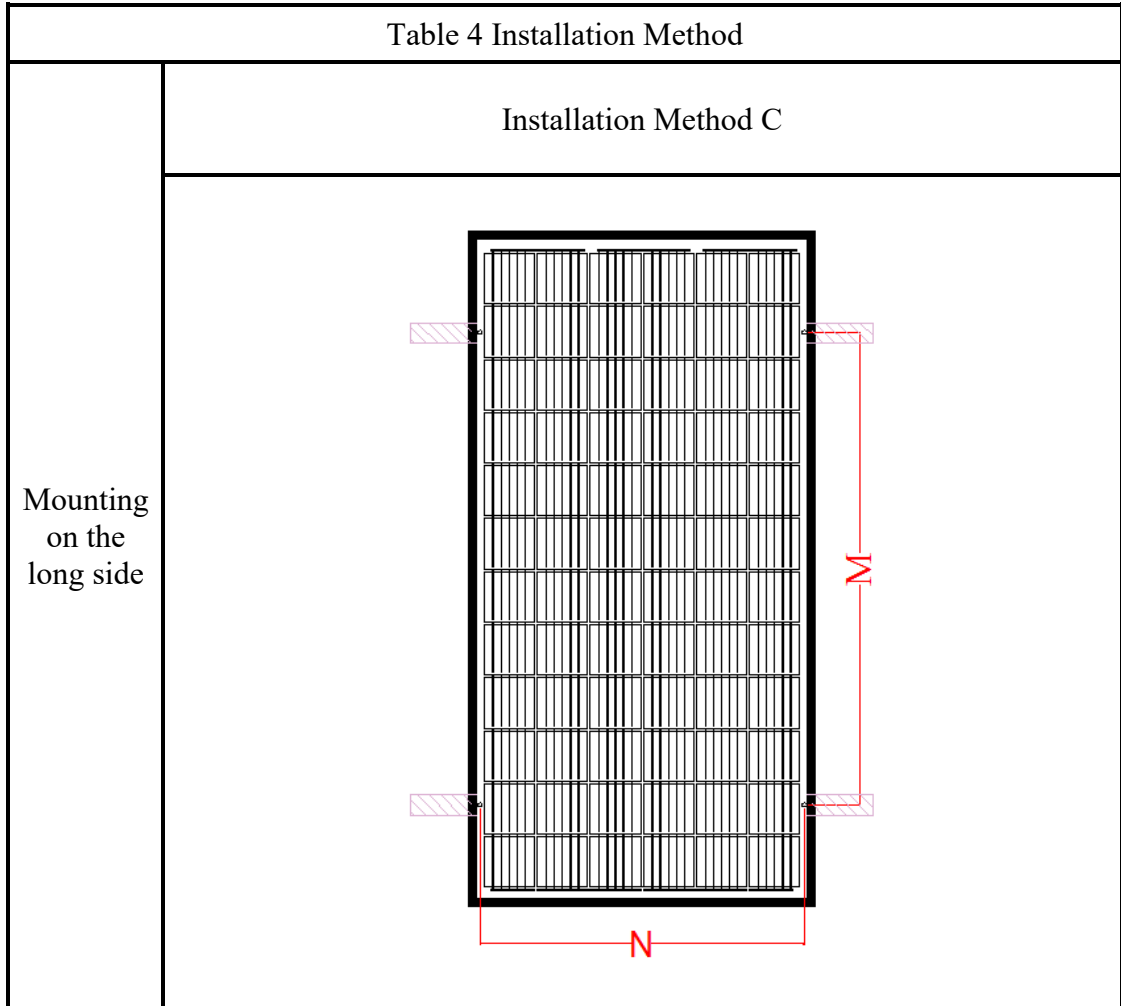 Table 4 Installation Method
Installation Method C
Mounting
on the
long side
M
N